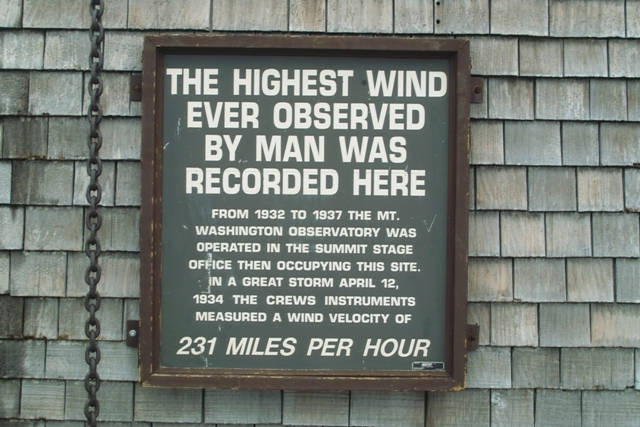 THE HIGHEST WIND
EVER OBSERVED
BY MAN WAS
RECORDED HERE
FROM 1932 TO 1937 THE MT.
WASHINGTON OBSERVATORY WAS
OPERATED IN THE SUMMIT STAGE
OFFICE THEN OCCUPYING THIS SITE.
IN A GREAT STORM APRIL 12,
1934 THE CREWS INSTRUMENTS
MEASURED A WIND VELOCITY OF
231 MILES PER HOUR